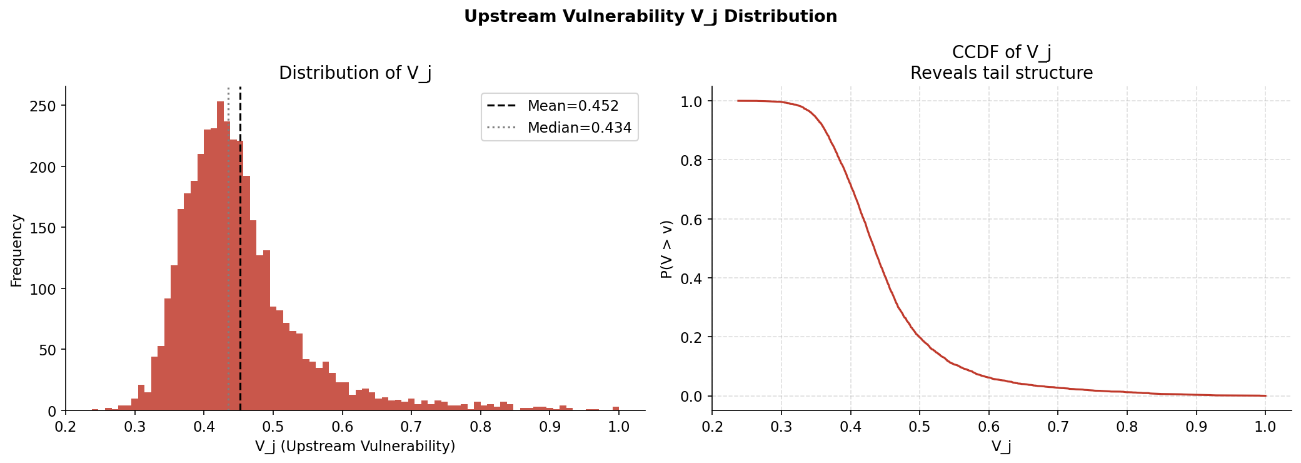 Upstream Vulnerability V_j Distribution
Distribution of V_j
Mean=0.452
Median=0.434
Frequency
250
200
150
100
50
0
0.2 0.3 0.4 0.5 0.6 0.7 0.8 0.9 1.0
V_j (Upstream Vulnerability)
CCDF of V_j
Reveals tail structure
P(V > v)
1.0
0.8
0.6
0.4
0.2
0.0
0.2 0.3 0.4 0.5 0.6 0.7 0.8 0.9 1.0
V_j